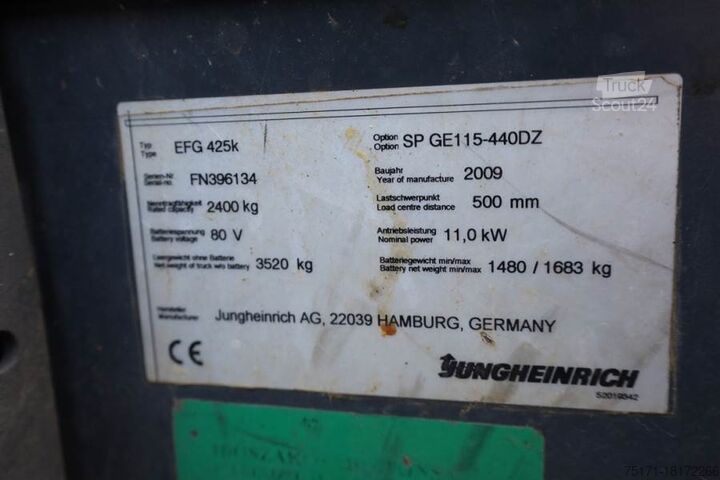 Truck
Scout24
Typ
Type EFG 425k
Option
Option SP GE115-440DZ
Serien-Nr.
Serial-no. FN396134
Baujahr
Year of manufacture 2009
Nenntragfähigkeit
Rated capacity 2400 kg
Lastschwerpunkt
Load centre distance 500 mm
Batteriespannung
Battery voltage 80 V
Antriebsleistung
Nominal power 11,0 kW
Leergewicht ohne Batterie
Net weight of truck w/o battery 3520 kg
Batteriegewicht min/max
Battery net weight min/max 1480 / 1683 kg
Hersteller
Manufacturer Jungheinrich AG, 22039 HAMBURG, GERMANY
CE
JUNGHEINRICH
52019342